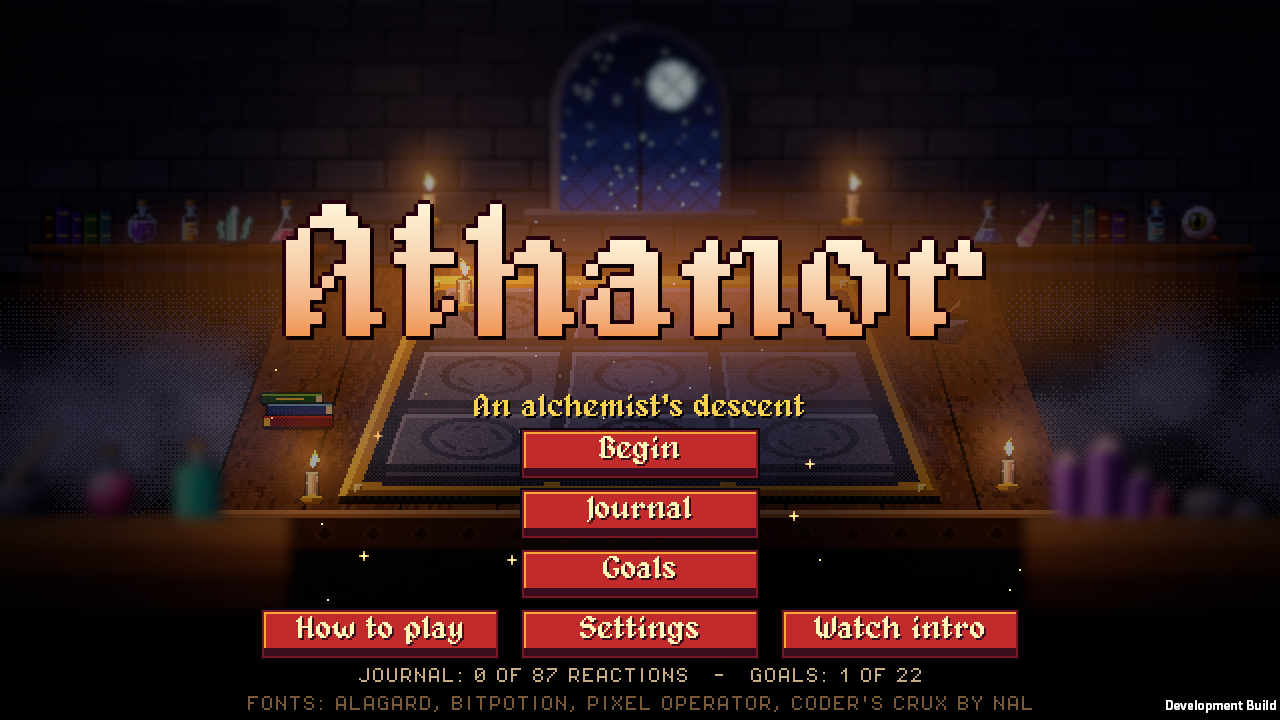 Athanor
An alchemist's descent
Begin
Journal
Goals
How to play
Settings
Watch intro
JOURNAL: 0 OF 87 REACTIONS - GOALS: 1 OF 22
FONTS: ALAGARD, BITPOTION, PIXEL OPERATOR, CODER'S CRUX BY NAL
Development Build